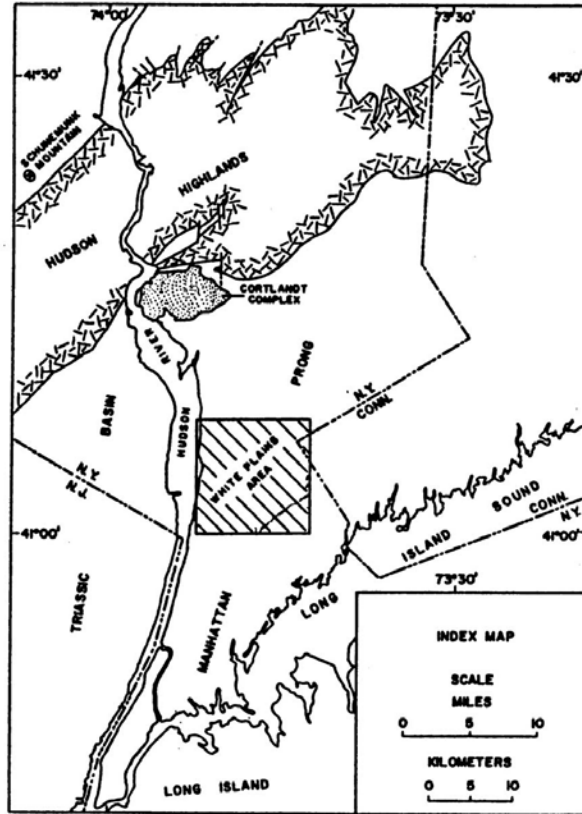 74°00'
73°30'
41°30'
41°30'
SCHUNEMUNK
MOUNTAIN
HIGHLANDS
HUDSON
CORTLANDT
COMPLEX
RIVER
PRONG
BASIN
HUDSON
N.Y.
CONN.
WHITE PLAINS
AREA
N.Y.
N.J.
SOUND
CONN.
N.Y.
41°00'
ISLAND
41°00'
73°30'
TRIASSIC
MANHATTAN
LONG
INDEX MAP
SCALE
MILES
0 5 10
KILOMETERS
0 5 10
LONG ISLAND